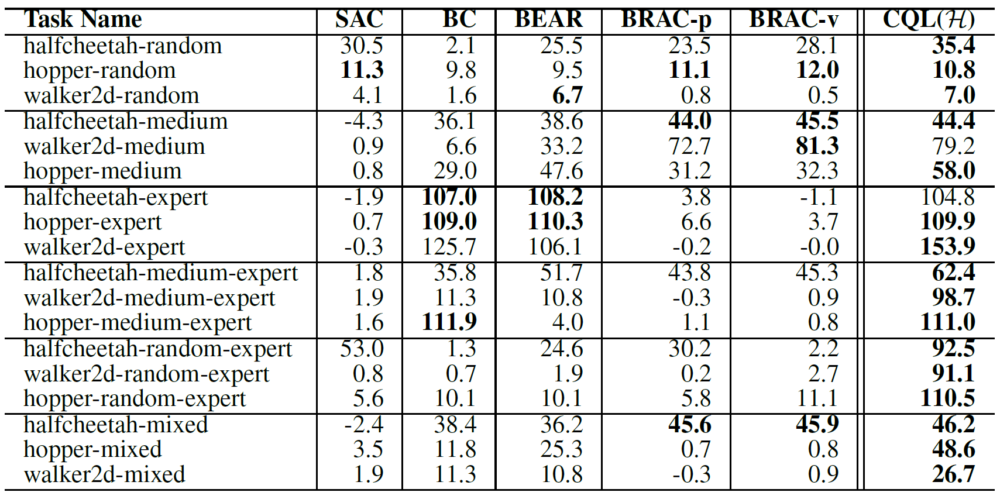 Task Name SAC BC BEAR BRAC-p BRAC-v CQL(ℋ)
halfcheetah-random 30.5 2.1 25.5 23.5 28.1 35.4
hopper-random 11.3 9.8 9.5 11.1 12.0 10.8
walker2d-random 4.1 1.6 6.7 0.8 0.5 7.0
halfcheetah-medium -4.3 36.1 38.6 44.0 45.5 44.4
walker2d-medium 0.9 6.6 33.2 72.7 81.3 79.2
hopper-medium 0.8 29.0 47.6 31.2 32.3 58.0
halfcheetah-expert -1.9 107.0 108.2 3.8 -1.1 104.8
hopper-expert 0.7 109.0 110.3 6.6 3.7 109.9
walker2d-expert -0.3 125.7 106.1 -0.2 -0.0 153.9
halfcheetah-medium-expert 1.8 35.8 51.7 43.8 45.3 62.4
walker2d-medium-expert 1.9 11.3 10.8 -0.3 0.9 98.7
hopper-medium-expert 1.6 111.9 4.0 1.1 0.8 111.0
halfcheetah-random-expert 53.0 1.3 24.6 30.2 2.2 92.5
walker2d-random-expert 0.8 0.7 1.9 0.2 2.7 91.1
hopper-random-expert 5.6 10.1 10.1 5.8 11.1 110.5
halfcheetah-mixed -2.4 38.4 36.2 45.6 45.9 46.2
hopper-mixed 3.5 11.8 25.3 0.7 0.8 48.6
walker2d-mixed 1.9 11.3 10.8 -0.3 0.9 26.7